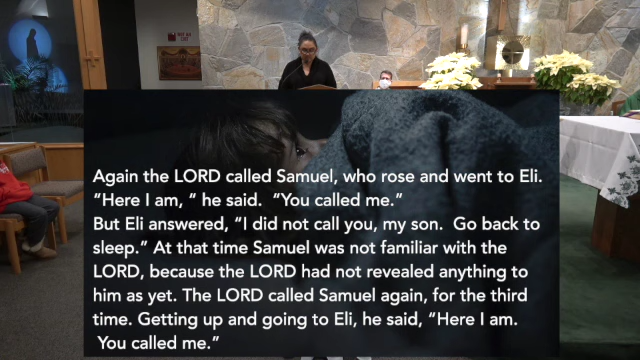 Again the LORD called Samuel, who rose and went to Eli.
“Here I am, “ he said.  “You called me.”
But Eli answered, “I did not call you, my son.  Go back to
sleep.” At that time Samuel was not familiar with the
LORD, because the LORD had not revealed anything to
him as yet. The LORD called Samuel again, for the third
time. Getting up and going to Eli, he said, “Here I am.
You called me.”